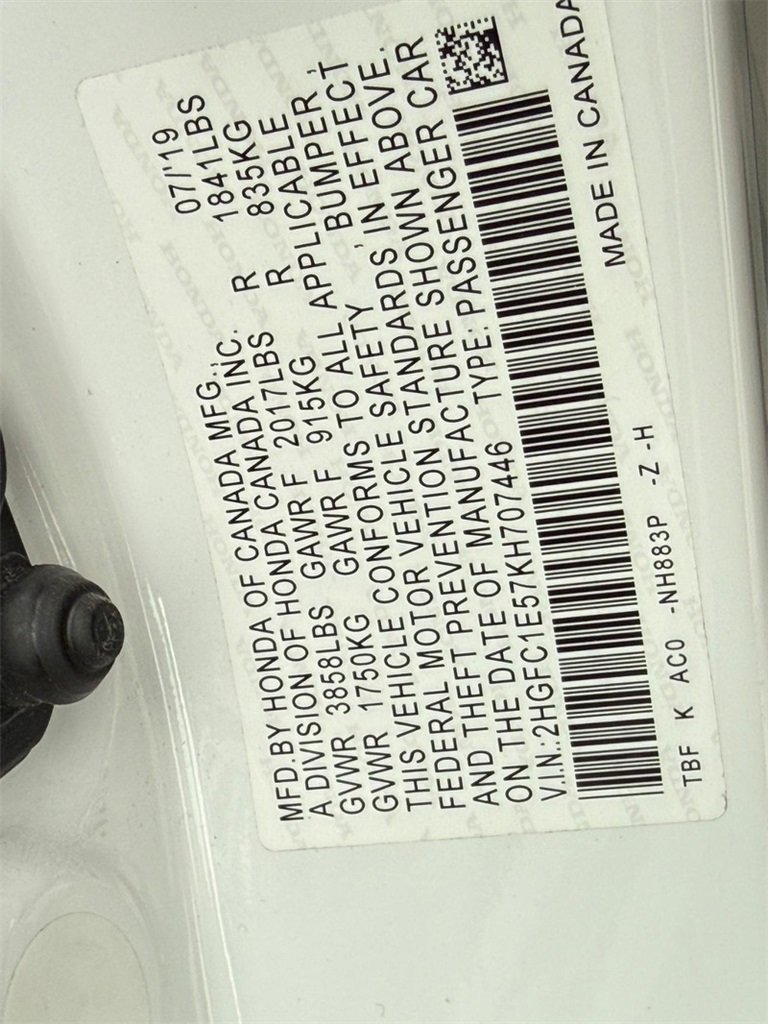 MFD.BY HONDA OF CANADA MFG., 07/'19
A DIVISION OF HONDA CANADA INC.
GVWR 3858LBS GAWR F 2017LBS R 1841LBS
GVWR 1750KG GAWR F 915KG R 835KG
THIS VEHICLE CONFORMS TO ALL APPLICABLE
FEDERAL MOTOR VEHICLE SAFETY, BUMPER,
AND THEFT PREVENTION STANDARDS IN EFFECT
ON THE DATE OF MANUFACTURE SHOWN ABOVE.
V.I.N.:2HGFC1E57KH707446 TYPE:PASSENGER CAR
TBF K AC0 -NH883P -Z -H
MADE IN CANADA